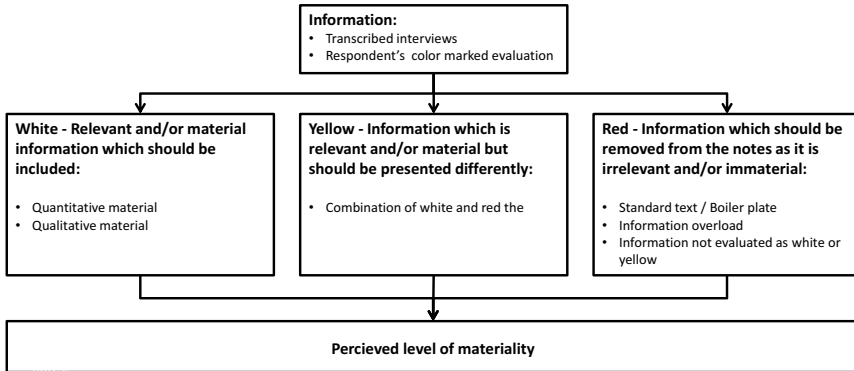 Information:
• Transcribed interviews
• Respondent's color marked evaluation
White - Relevant and/or material
information which should be
included:
• Quantitative material
• Qualitative material
Yellow - Information which is
relevant and/or material but
should be presented differently:
• Combination of white and red the
Red - Information which should be
removed from the notes as it is
irrelevant and/or immaterial:
• Standard text / Boiler plate
• Information overload
• Information not evaluated as white or
yellow
Percieved level of materiality